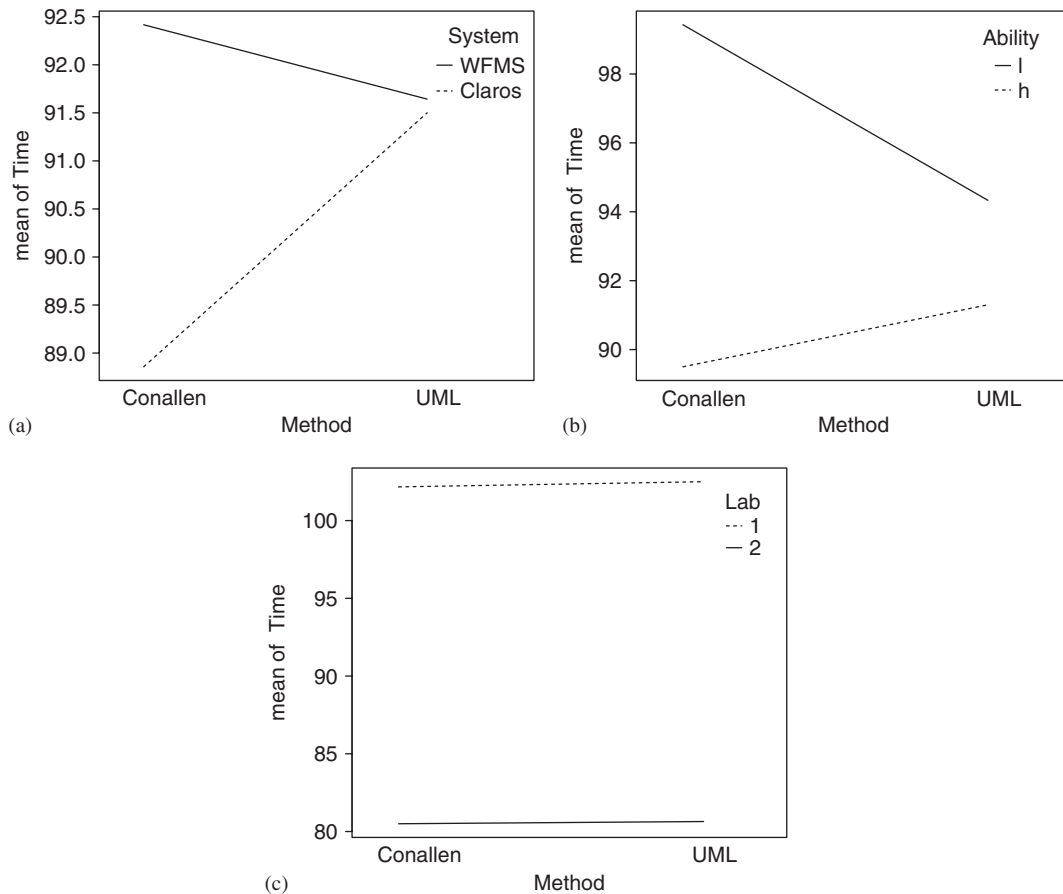 92.5
92.0
91.5
91.0
90.5
90.0
89.5
89.0
mean of Time
System
WFMS
Claros
Conallen UML
(a) Method
98
96
94
92
90
mean of Time
Ability
l
h
Conallen UML
(b) Method
100
95
90
85
80
mean of Time
Lab
1
2
Conallen UML
(c) Method